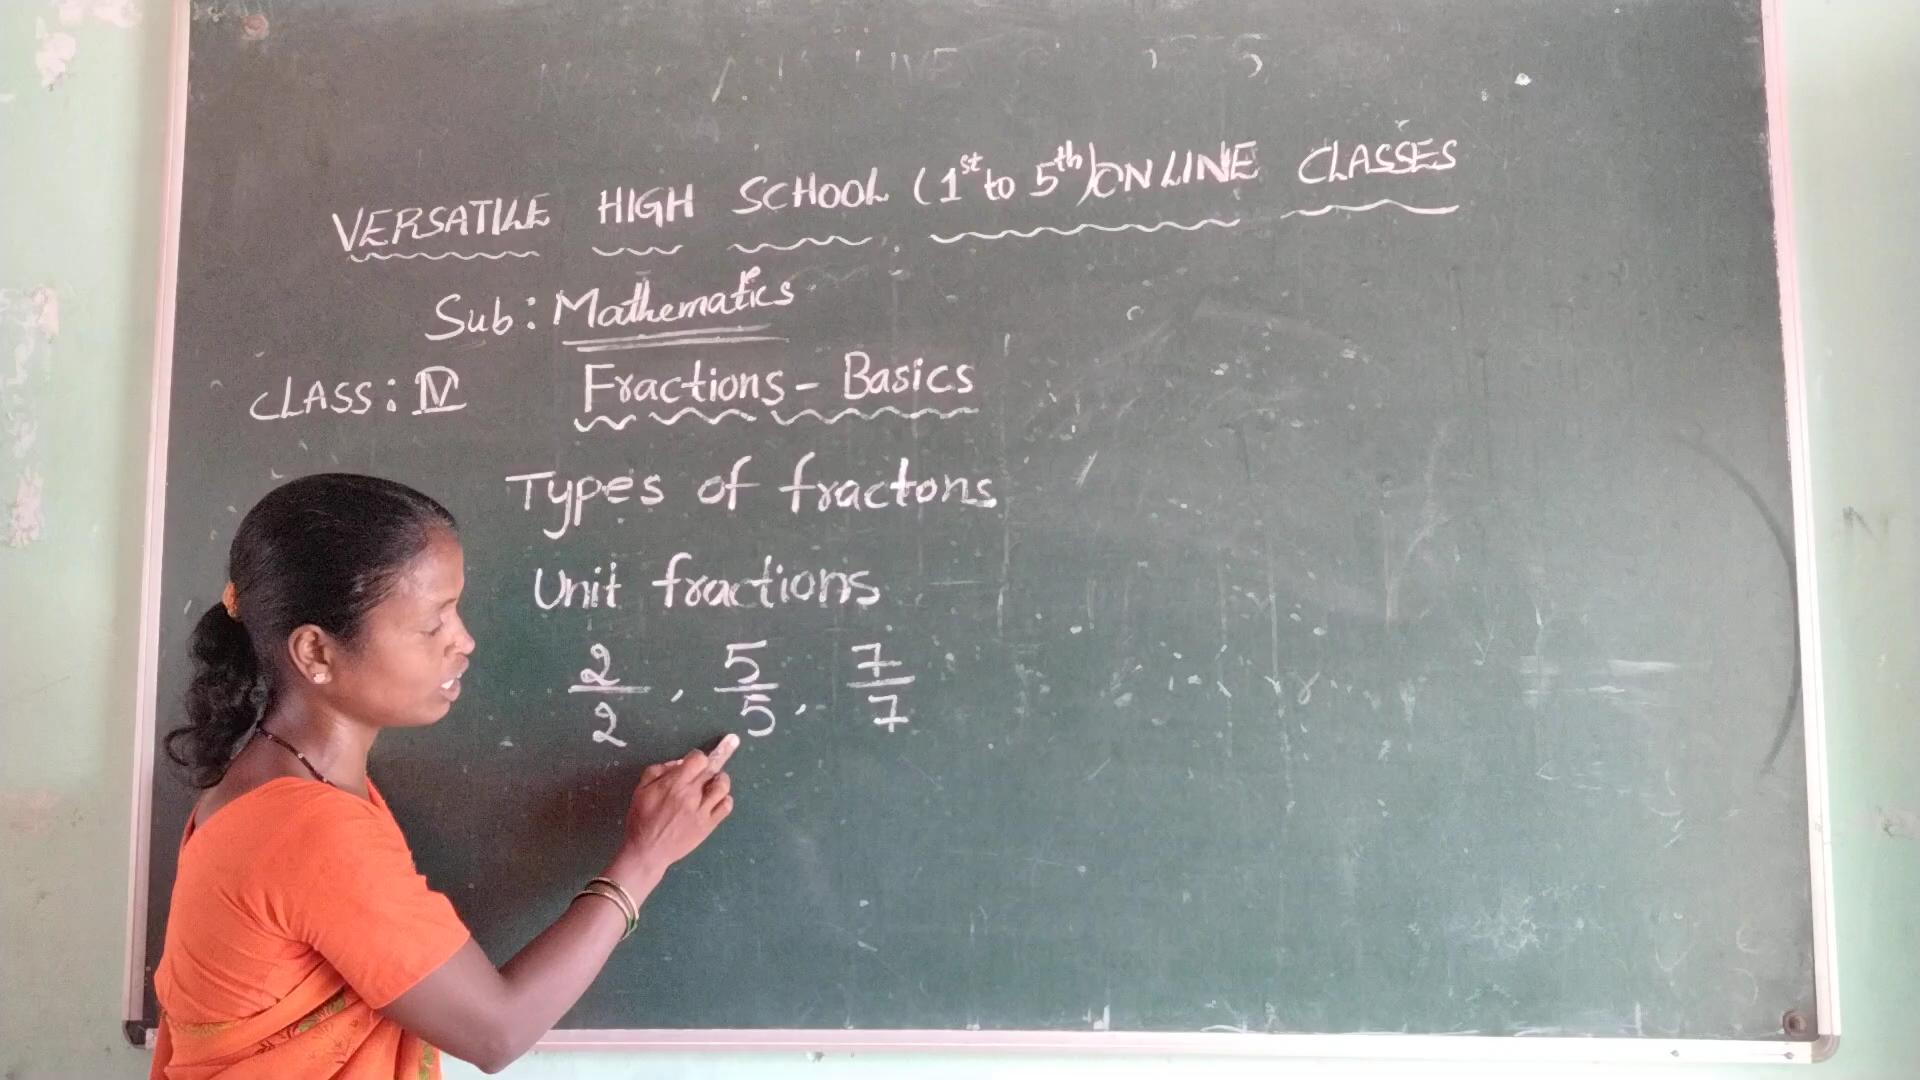 VERSATILE HIGH SCHOOL (1st to 5th) ONLINE CLASSES
Sub: Mathematics
CLASS: IV Fractions - Basics
Types of fractons
Unit fractions
2/2, 5/5, 7/7